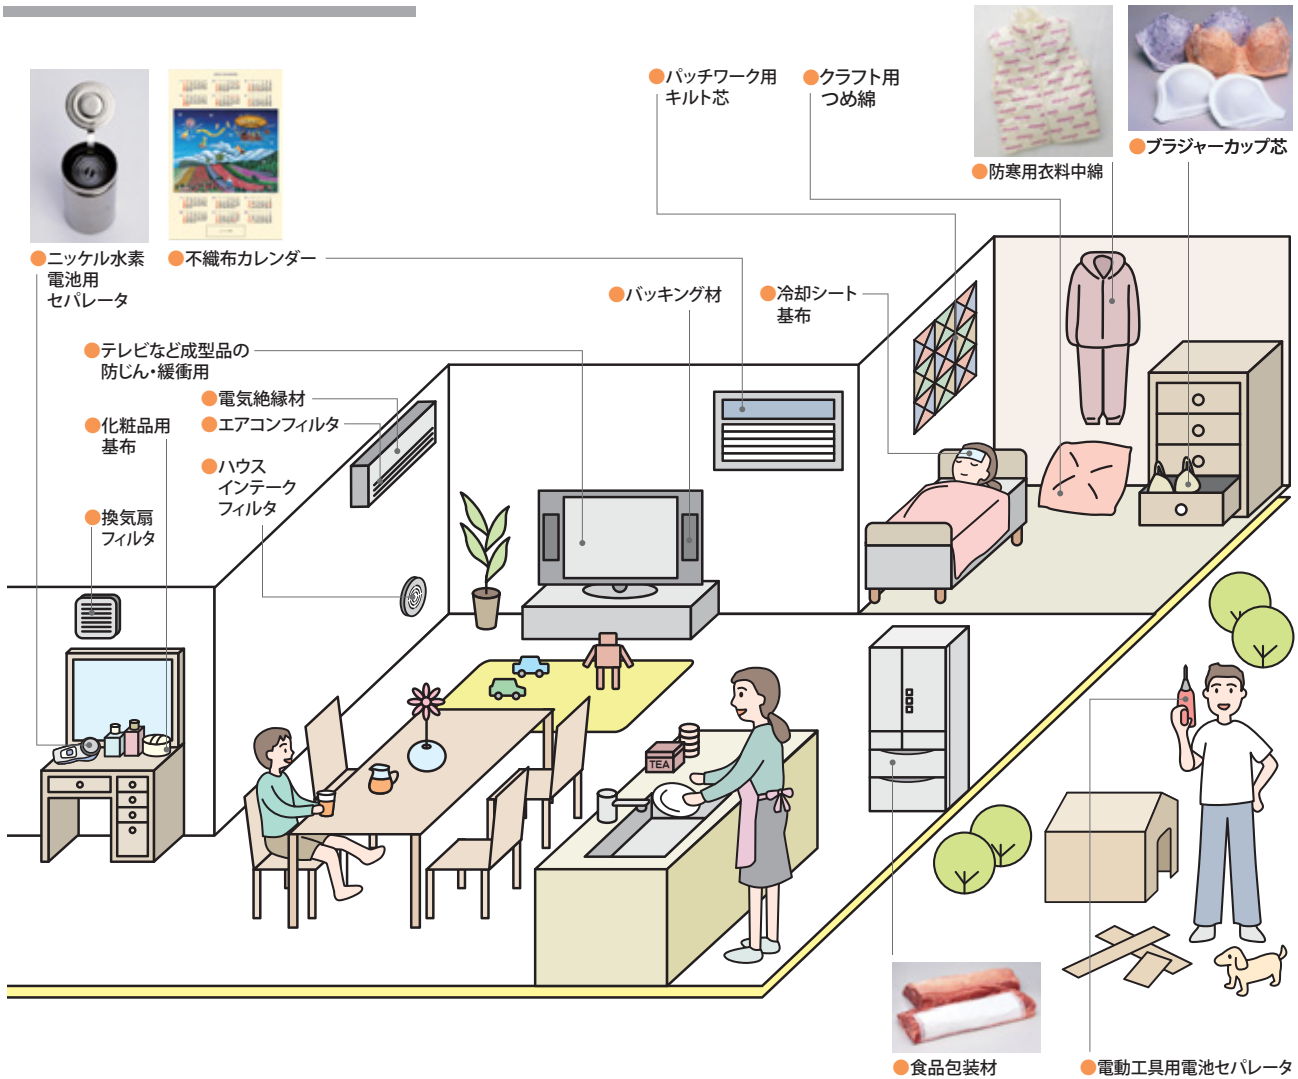 パッチワーク用
キルト芯
クラフト用
つめ綿
防寒用衣料中綿
ブラジャーカップ芯
ニッケル水素
電池用
セパレータ
不織布カレンダー
バッキング材
冷却シート
基布
テレビなど成型品の
防じん・緩衝用
電気絶縁材
エアコンフィルタ
化粧品用
基布
ハウス
インテーク
フィルタ
換気扇
フィルタ
TEA
食品包装材
電動工具用電池セパレータ